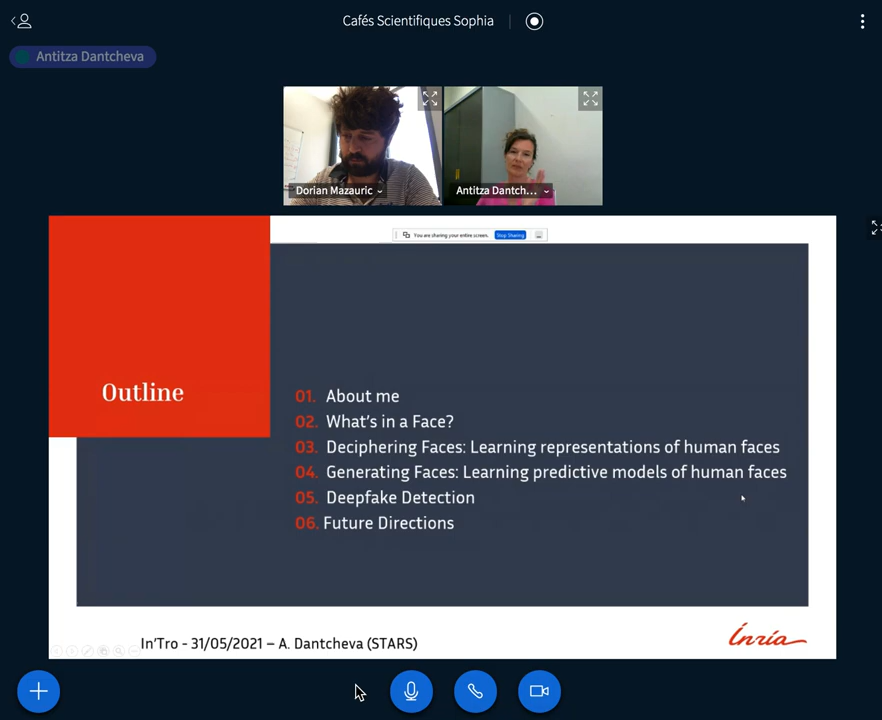 Cafés Scientifiques Sophia
Antitza Dantcheva
Dorian Mazauric
Antitza Dantch...
You are sharing your entire screen. Stop Sharing
Outline
01. About me
02. What's in a Face?
03. Deciphering Faces: Learning representations of human faces
04. Generating Faces: Learning predictive models of human faces
05. Deepfake Detection
06. Future Directions
In'Tro - 31/05/2021 – A. Dantcheva (STARS)
Inria